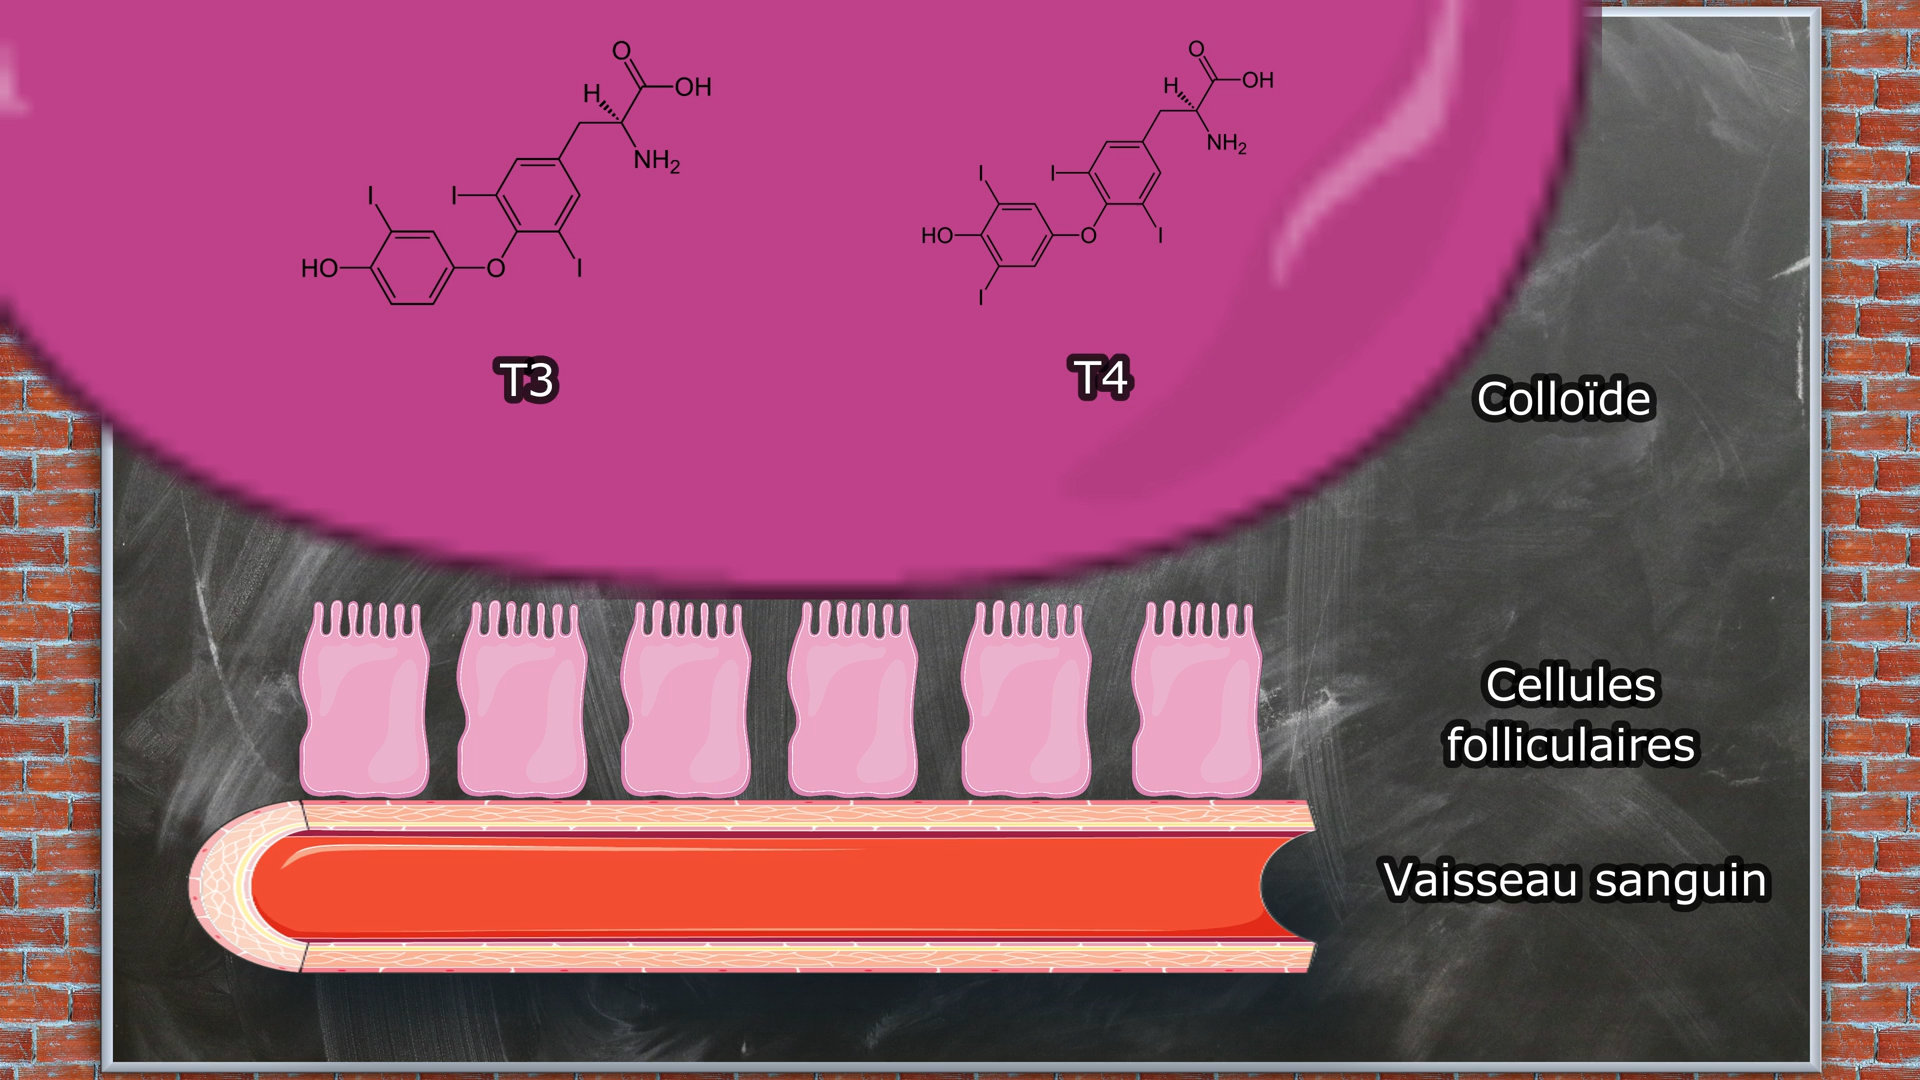 O
H
OH
NH2
I
I
HO
O
I
T3
O
H
OH
NH2
I
I
HO
O
I
I
T4
Colloïde
Cellules
folliculaires
Vaisseau sanguin